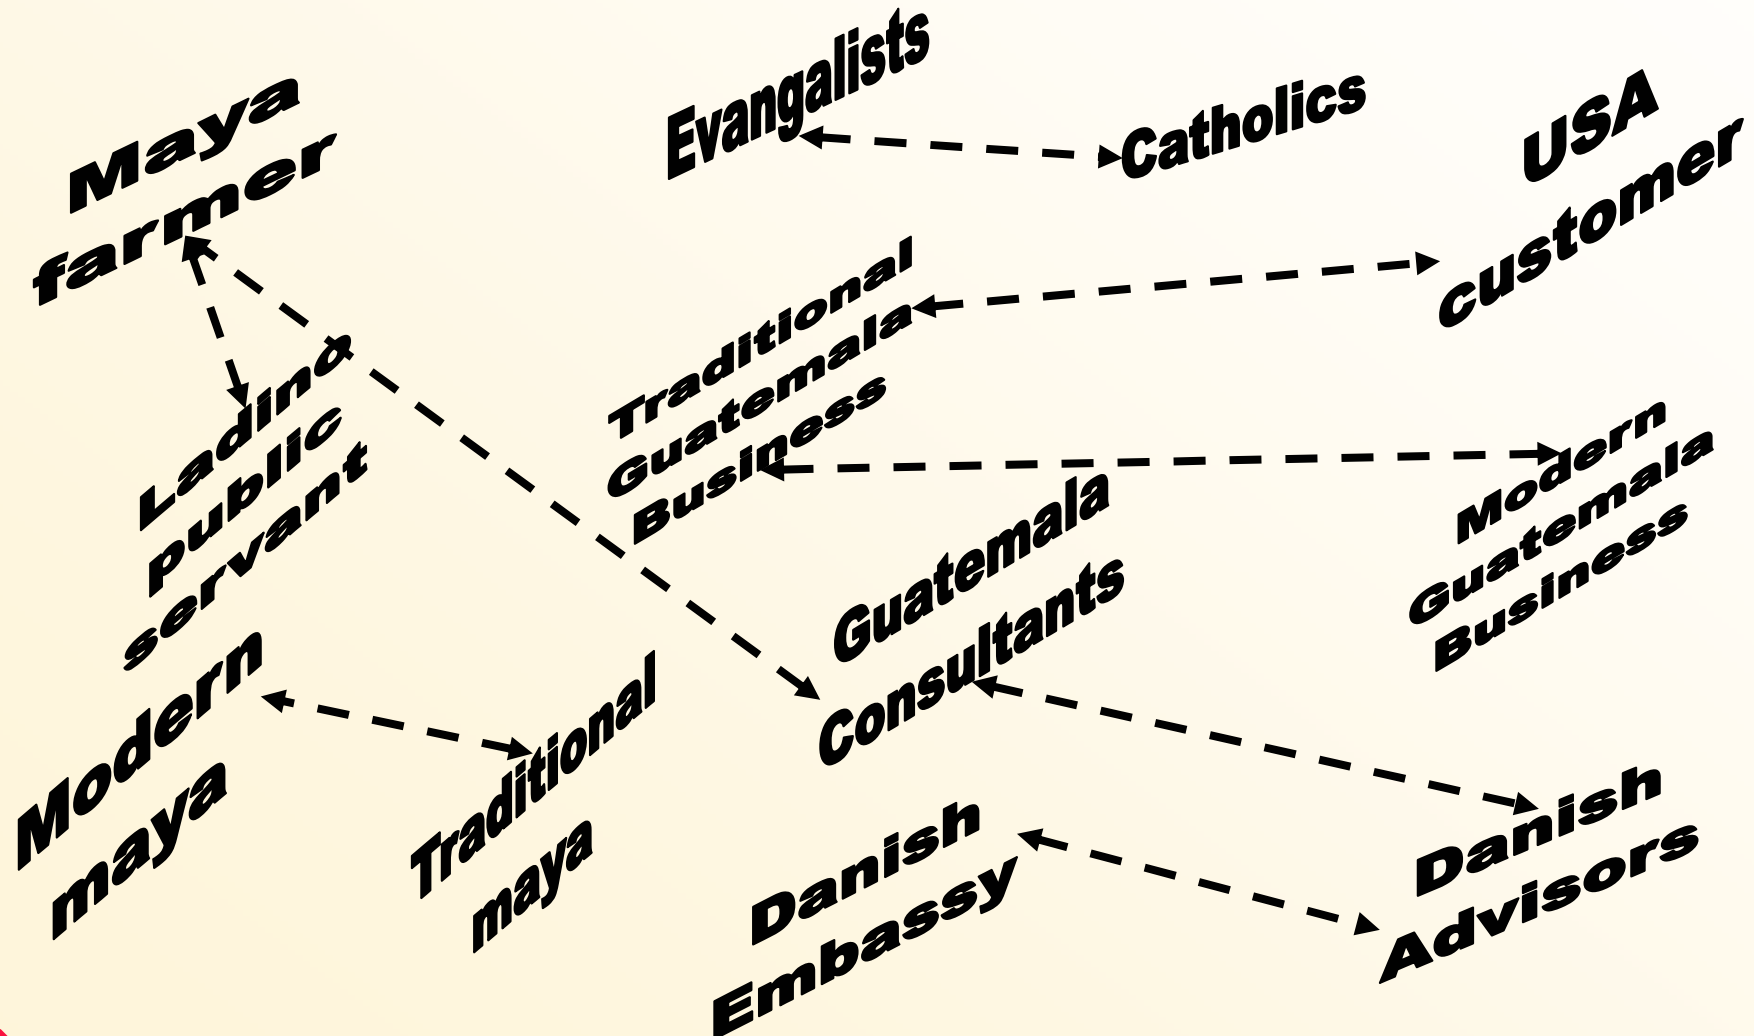 Maya
farmer
Evangalists
Catholics
USA
customer
Ladino
public
servant
Traditional
Guatemala
Business
Modern
Guatemala
Business
Guatemala
Consultants
Modern
maya
Traditional
maya
Danish
Embassy
Danish
Advisors